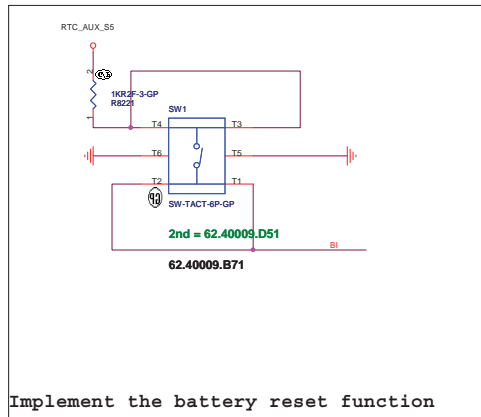 RTC_AUX_S5
2
1KR2F-3-GP
R8221
1
SW1
T4
T3
T6
T5
T2
T1
SW-TACT-6P-GP
2nd = 62.40009.D51
BI
62.40009.B71
Implement the battery reset function